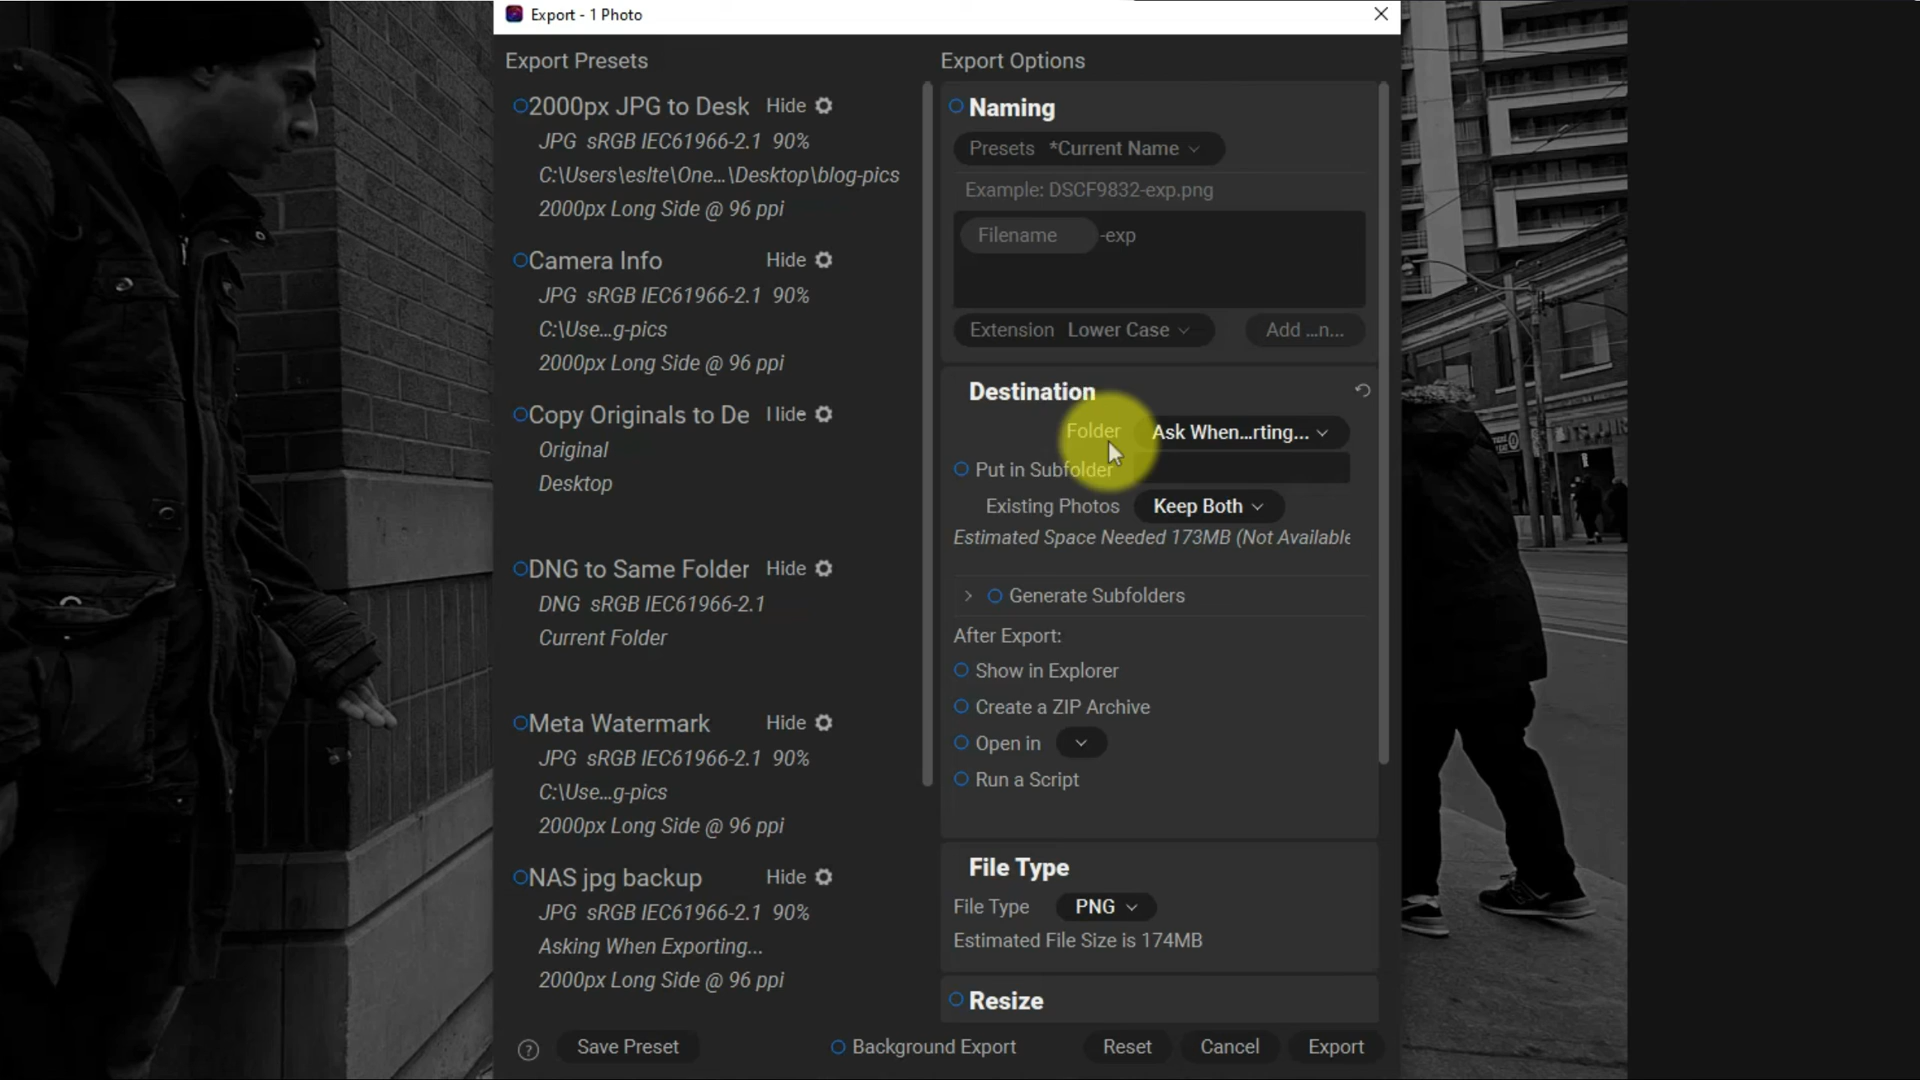 Export - 1 Photo
Export Presets
2000px JPG to Desk Hide
JPG sRGB IEC61966-2.1 90%
C:\Users\eslte\One...\Desktop\blog-pics
2000px Long Side @ 96 ppi
Camera Info Hide
JPG sRGB IEC61966-2.1 90%
C:\Use...g-pics
2000px Long Side @ 96 ppi
Copy Originals to De Hide
Original
Desktop
DNG to Same Folder Hide
DNG sRGB IEC61966-2.1
Current Folder
Meta Watermark Hide
JPG sRGB IEC61966-2.1 90%
C:\Use...g-pics
2000px Long Side @ 96 ppi
NAS jpg backup Hide
JPG sRGB IEC61966-2.1 90%
Asking When Exporting...
2000px Long Side @ 96 ppi
Export Options
Naming
Presets *Current Name
Example: DSCF9832-exp.png
Filename -exp
Extension Lower Case Add ...n...
Destination
Folder Ask When...rting...
Put in Subfolder
Existing Photos Keep Both
Estimated Space Needed 173MB (Not Available
Generate Subfolders
After Export:
Show in Explorer
Create a ZIP Archive
Open in
Run a Script
File Type
File Type PNG
Estimated File Size is 174MB
Resize
? Save Preset Background Export Reset Cancel Export